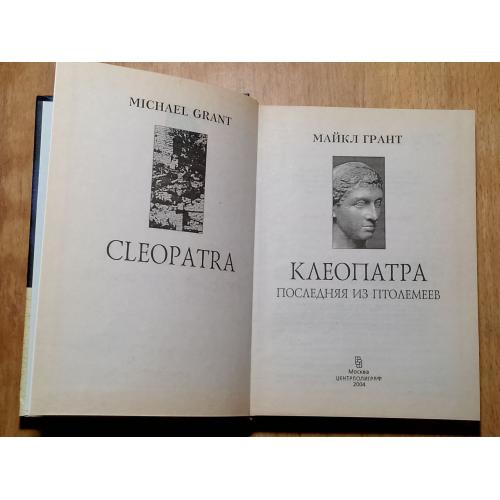 MICHAEL GRANT
CLEOPATRA
МАЙКЛ ГРАНТ
КЛЕОПАТРА
ПОСЛЕДНЯЯ ИЗ ПТОЛЕМЕЕВ
Москва
ЦЕНТРПОЛИГРАФ
2004